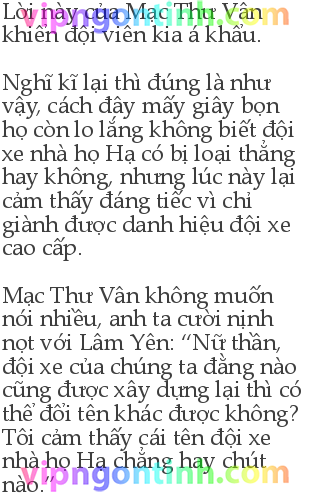 Lời này của Mạc Thư Vân
khiến đội viên kia á khẩu.
Nghĩ kĩ lại thì đúng là như
vậy, cách đây mấy giây bọn
họ còn lo lắng không biết đội
xe nhà họ Hạ có bị loại thẳng
hay không, nhưng lúc này lại
cảm thấy đáng tiếc vì chỉ
giành được danh hiệu đội xe
cao cấp.
Mạc Thư Vân không muốn
nói nhiều, anh ta cười nịnh
nọt với Lâm Yên: “Nữ thần,
đội xe của chúng ta đằng nào
cũng được xây dựng lại thì có
thể đổi tên khác được không?
Tôi cảm thấy cái tên đội xe
nhà họ Hạ chẳng hay chút
nào.”
vipngontinh.com
vipngontinh.com